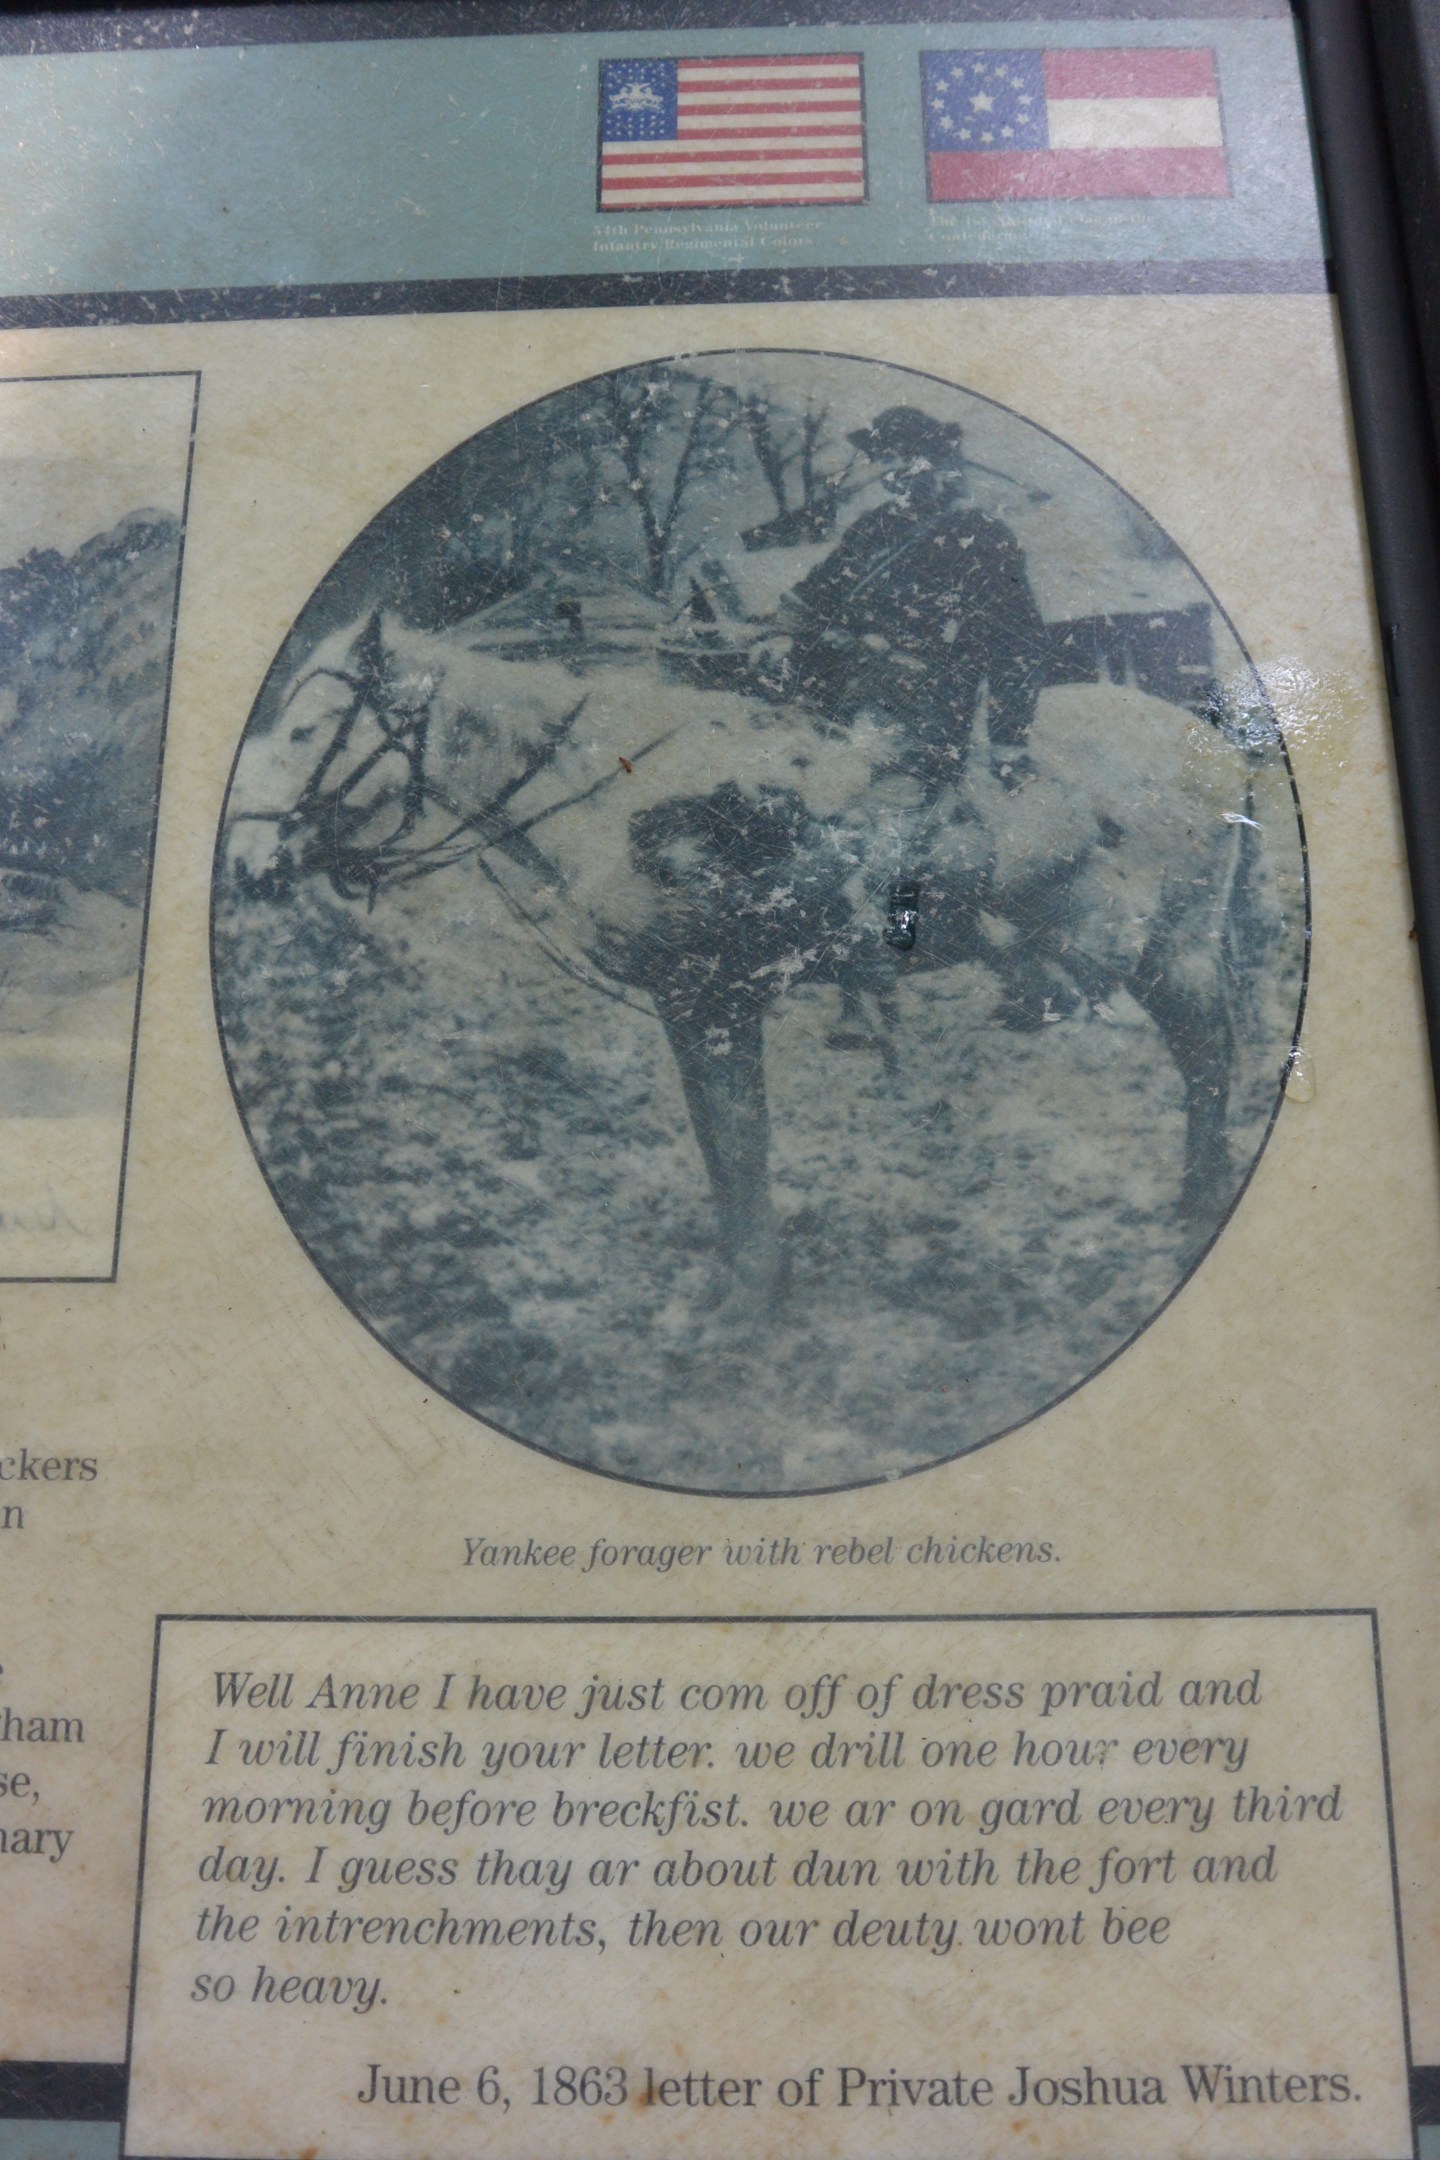 54th Pennsylvania Volunteer
Infantry Regimental Colors
ckers
n
ham
se,
nary
Yankee forager with rebel chickens.
Well Anne I have just com off of dress praid and
I will finish your letter. we drill one hour every
morning before breckfist. we ar on gard every third
day. I guess thay ar about dun with the fort and
the intrenchments, then our deuty wont bee
so heavy.
June 6, 1863 letter of Private Joshua Winters.